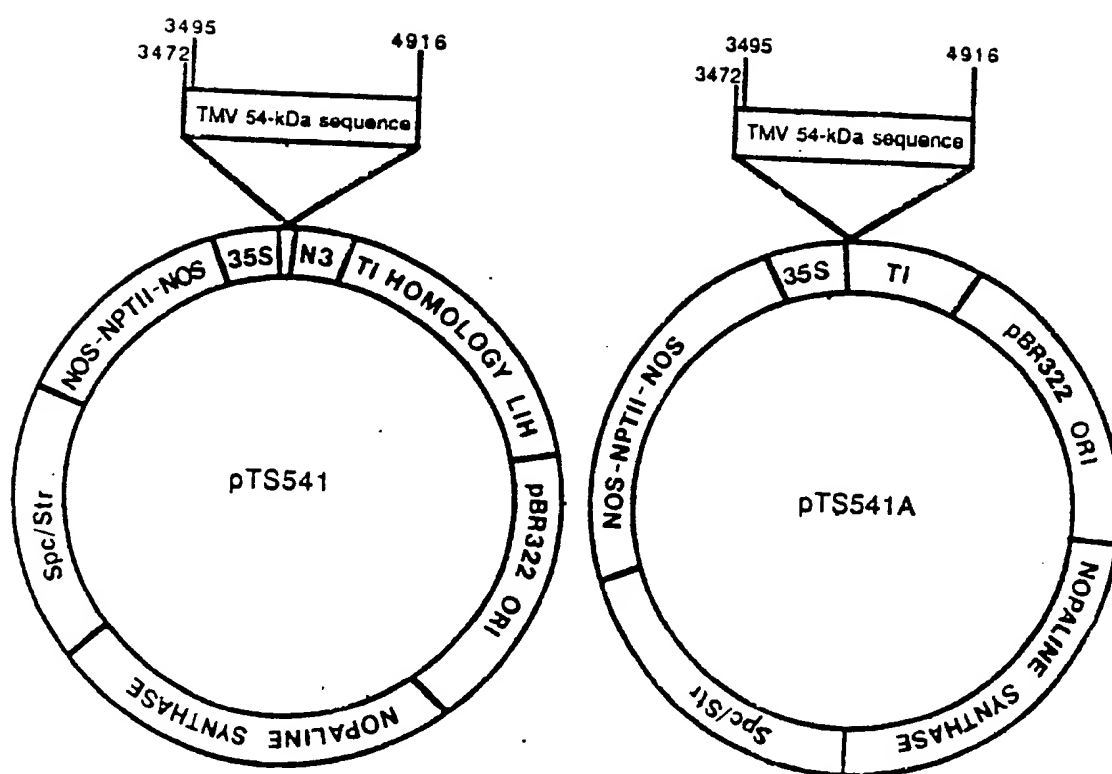 3495
3472
4916
TMV 54-kDa sequence
35S
N3
TI HOMOLOGY LIH
pBR322 ORI
NOPALINE SYNTHASE
Spc/Str
NOS-NPTII-NOS
pTS541
3495
3472
4916
TMV 54-kDa sequence
35S
TI
pBR322 ORI
NOPALINE SYNTHASE
Spc/Str
NOS-NPTII-NOS
pTS541A